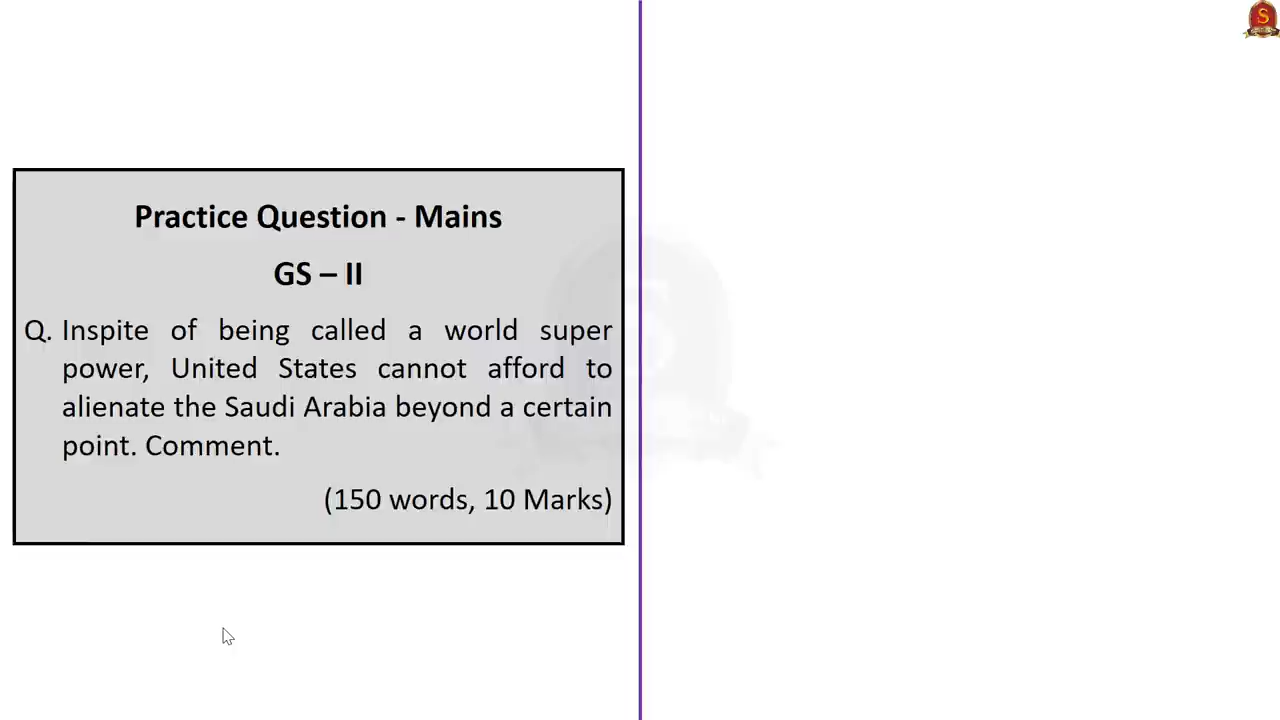 Practice Question - Mains
GS – II
Q. Inspite of being called a world super
power, United States cannot afford to
alienate the Saudi Arabia beyond a certain
point. Comment.
(150 words, 10 Marks)
S